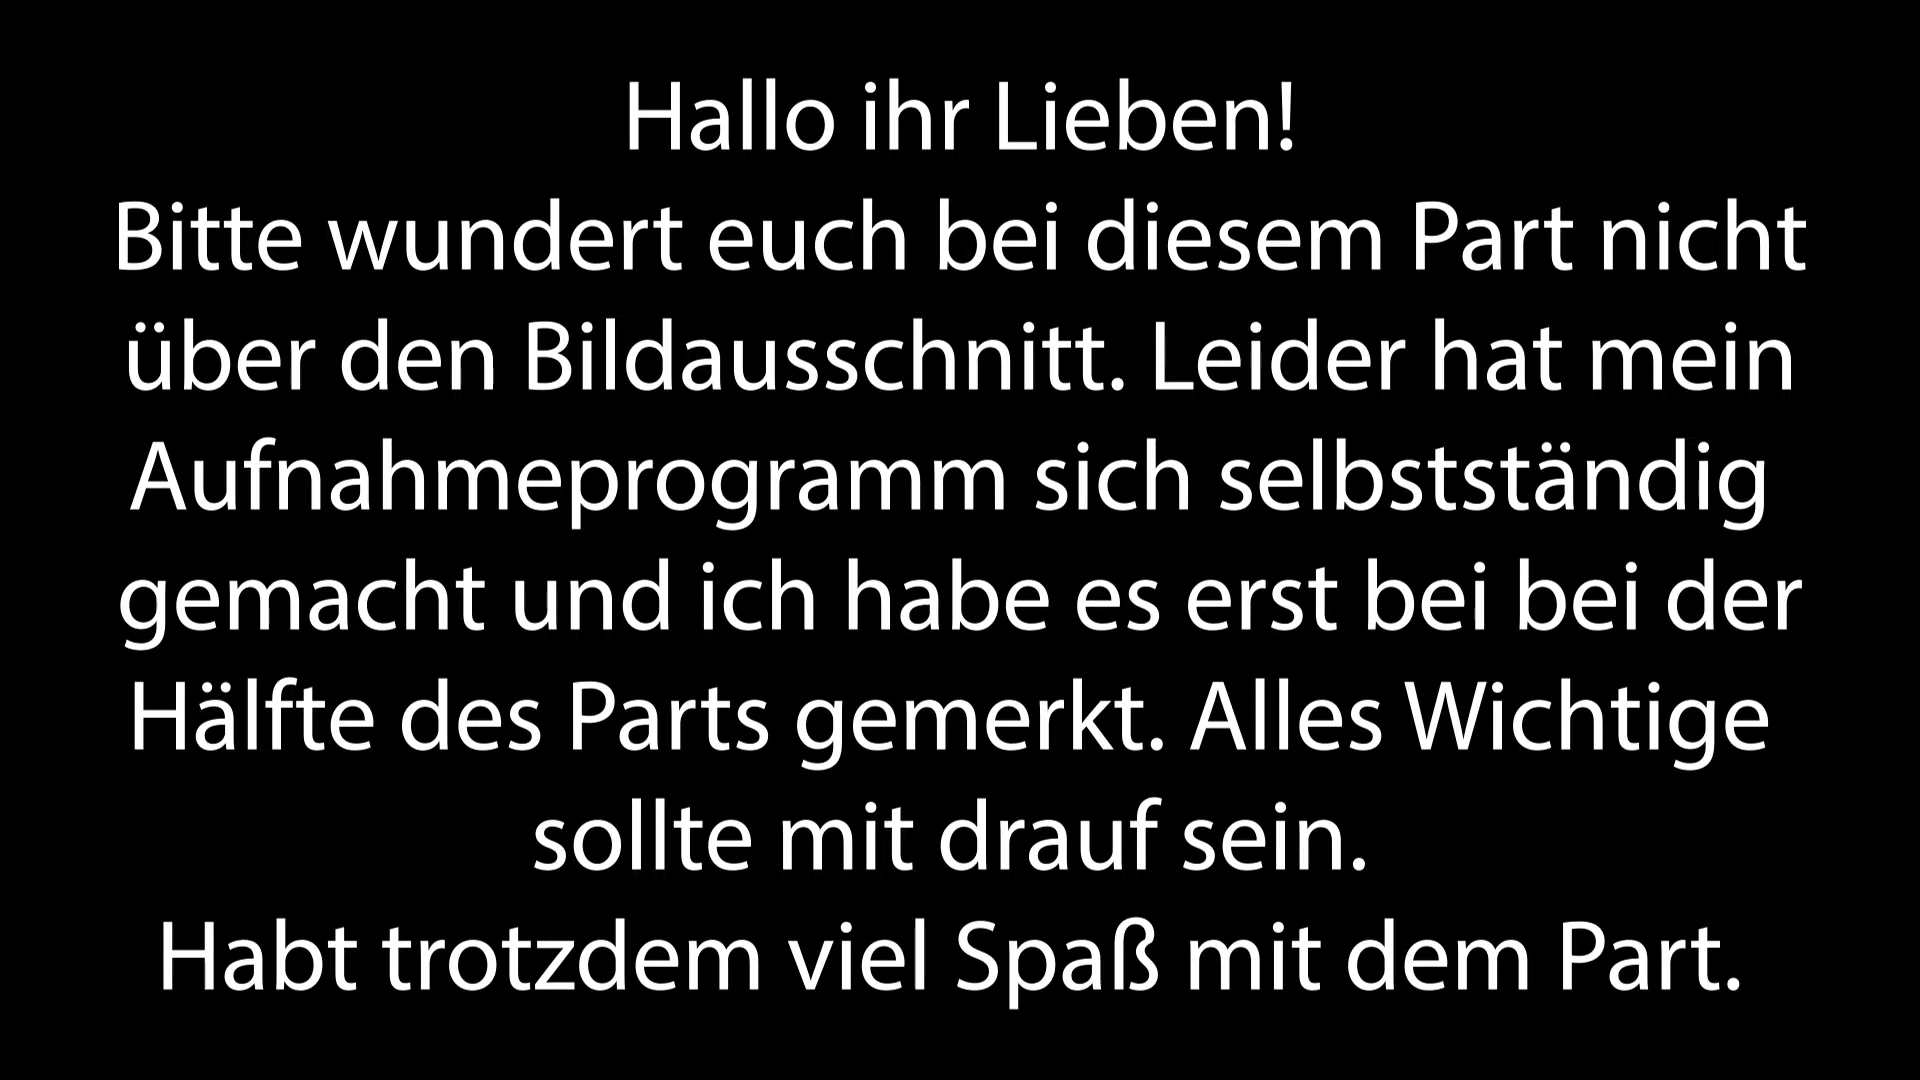 Hallo ihr Lieben!
Bitte wundert euch bei diesem Part nicht
über den Bildausschnitt. Leider hat mein
Aufnahmeprogramm sich selbstständig
gemacht und ich habe es erst bei bei der
Hälfte des Parts gemerkt. Alles Wichtige
sollte mit drauf sein.
Habt trotzdem viel Spaß mit dem Part.